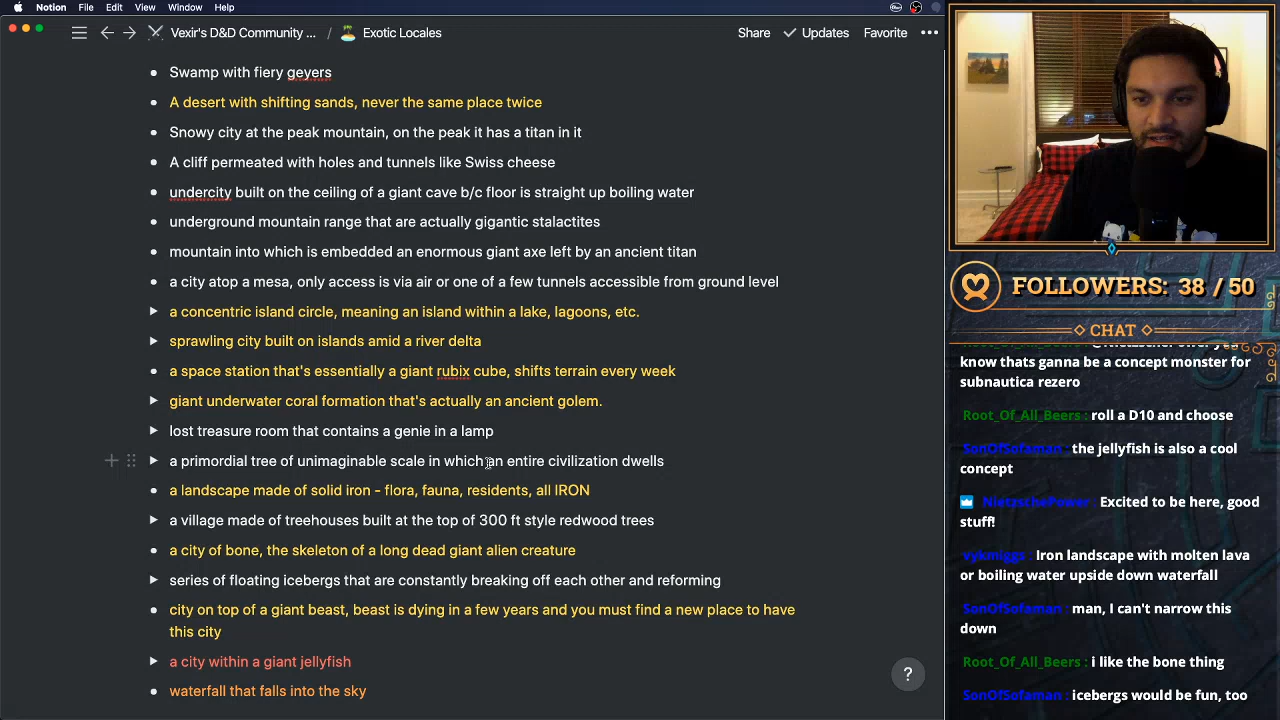 Notion File Edit View Window Help
Vexir's D&D Community ... / Exotic Locales
Share Updates Favorite
Swamp with fiery geyers
A desert with shifting sands, never the same place twice
Snowy city at the peak mountain, on the peak it has a titan in it
A cliff permeated with holes and tunnels like Swiss cheese
undercity built on the ceiling of a giant cave b/c floor is straight up boiling water
underground mountain range that are actually gigantic stalactites
mountain into which is embedded an enormous giant axe left by an ancient titan
a city atop a mesa, only access is via air or one of a few tunnels accessible from ground level
a concentric island circle, meaning an island within a lake, lagoons, etc.
sprawling city built on islands amid a river delta
a space station that's essentially a giant rubix cube, shifts terrain every week
giant underwater coral formation that's actually an ancient golem.
lost treasure room that contains a genie in a lamp
a primordial tree of unimaginable scale in which an entire civilization dwells
a landscape made of solid iron - flora, fauna, residents, all IRON
a village made of treehouses built at the top of 300 ft style redwood trees
a city of bone, the skeleton of a long dead giant alien creature
series of floating icebergs that are constantly breaking off each other and reforming
city on top of a giant beast, beast is dying in a few years and you must find a new place to have
this city
a city within a giant jellyfish
waterfall that falls into the sky
?
FOLLOWERS: 38 / 50
CHAT
know thats ganna be a concept monster for
subnautica rezero
Root_Of_All_Beers : roll a D10 and choose
SonOfSofaman : the jellyfish is also a cool
concept
NietzschePower : Excited to be here, good
stuff!
vykmiggs : Iron landscape with molten lava
or boiling water upside down waterfall
SonOfSofaman : man, I can't narrow this
down
Root_Of_All_Beers : i like the bone thing
SonOfSofaman : icebergs would be fun, too